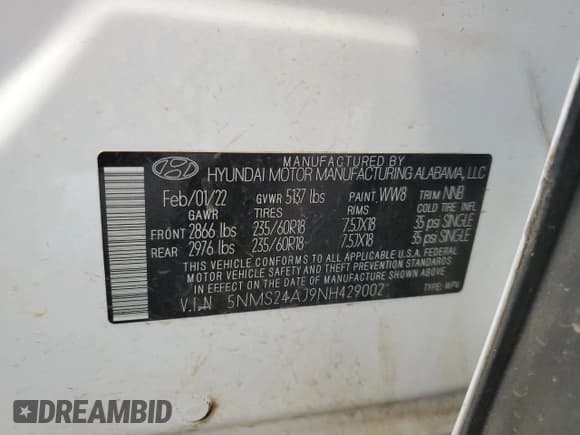 MANUFACTURED BY
HYUNDAI MOTOR MANUFACTURING ALABAMA, LLC
Feb/01/22 GVWR 5137 lbs PAINT WW8 TRIM NNB
GAWR TIRES RIMS COLD TIRE INF.
FRONT 2866 lbs 235/60R18 7.5JX18 35 psi SINGLE
REAR 2976 lbs 235/60R18 7.5JX18 35 psi SINGLE
THIS VEHICLE CONFORMS TO ALL APPLICABLE U.S.A. FEDERAL
MOTOR VEHICLE SAFETY AND THEFT PREVENTION STANDARDS
IN EFFECT ON THE DATE OF MANUFACTURE SHOWN ABOVE.
V.I.N 5NMS24AJ9NH429002 TYPE: MPV
DREAMBID